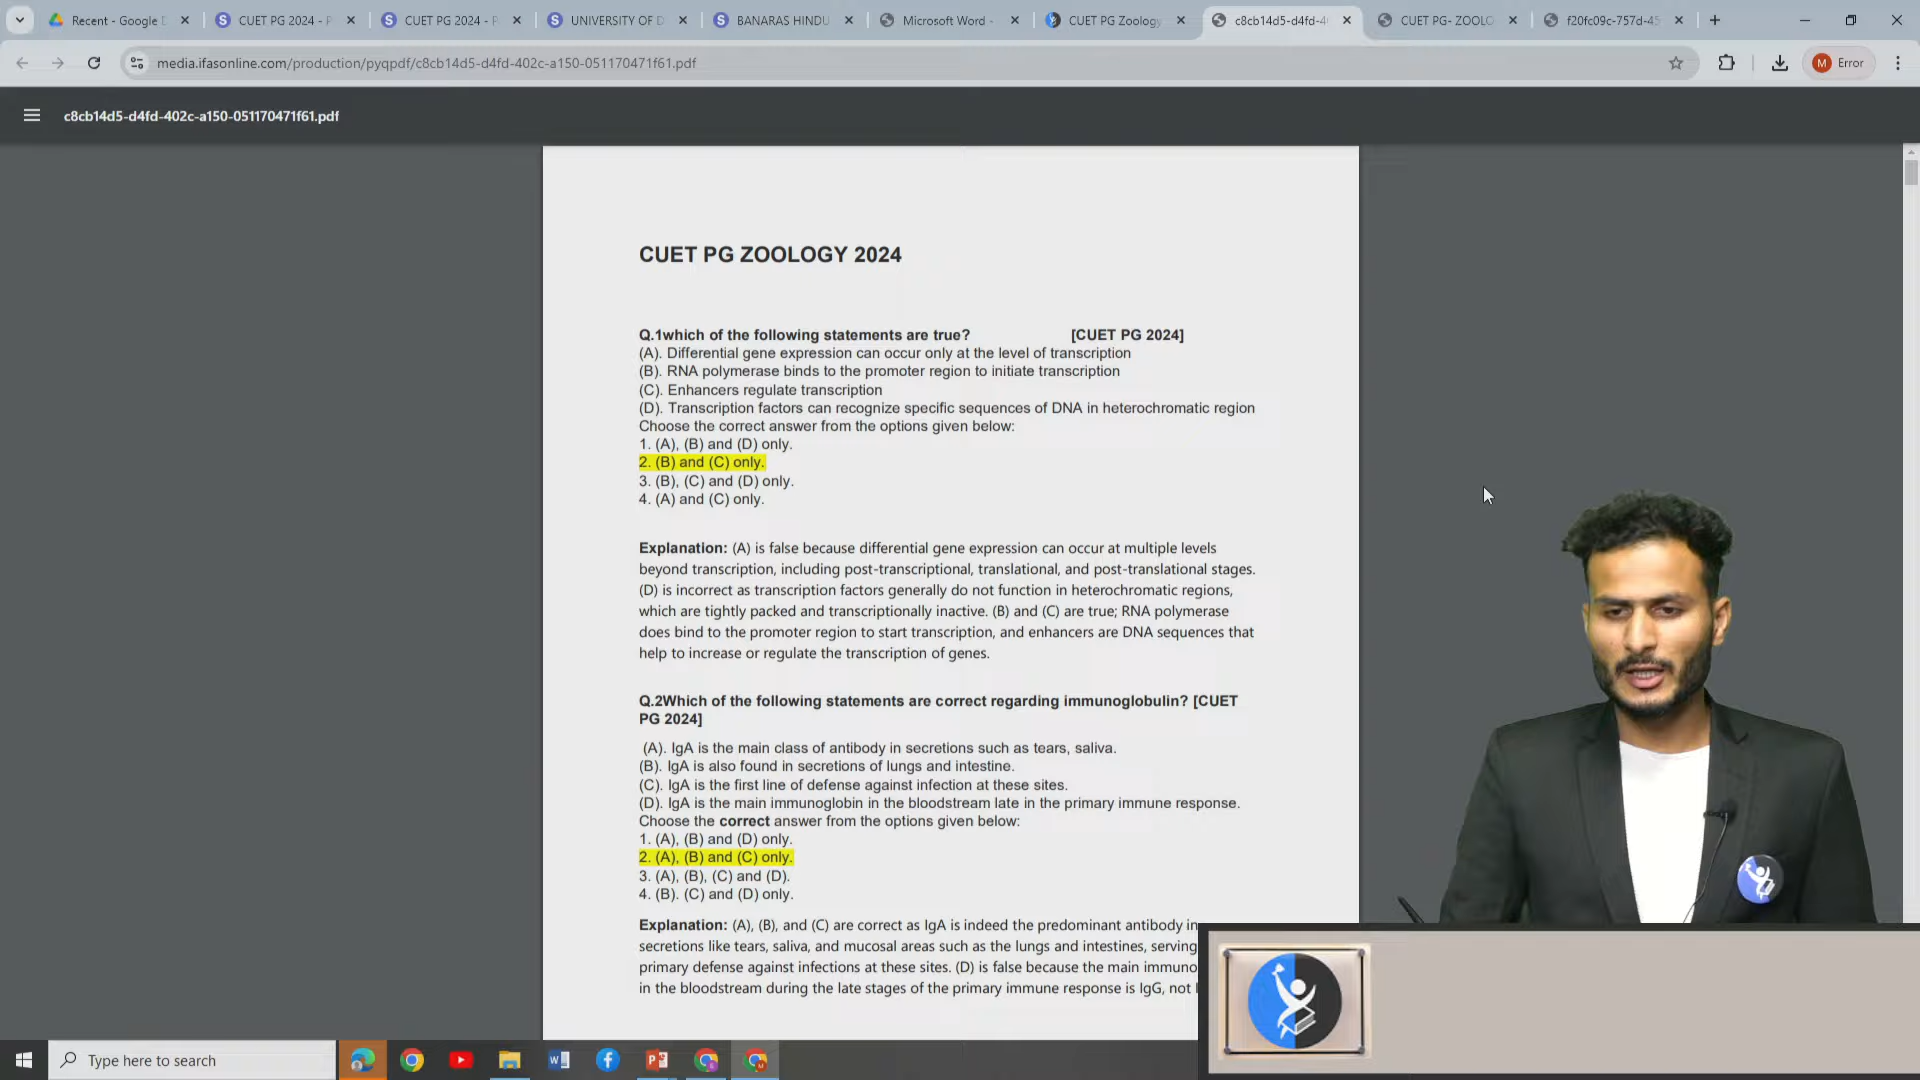 Recent - Google D
CUET PG 2024 - P
CUET PG 2024 - P
UNIVERSITY OF D
BANARAS HINDU
Microsoft Word -
CUET PG Zoology
c8cb14d5-d4fd-4
CUET PG- ZOOLO
f20fc09c-757d-45
media.ifasonline.com/production/pyqpdf/c8cb14d5-d4fd-402c-a150-051170471f61.pdf
M Error
c8cb14d5-d4fd-402c-a150-051170471f61.pdf
CUET PG ZOOLOGY 2024
Q.1which of the following statements are true? [CUET PG 2024]
(A). Differential gene expression can occur only at the level of transcription
(B). RNA polymerase binds to the promoter region to initiate transcription
(C). Enhancers regulate transcription
(D). Transcription factors can recognize specific sequences of DNA in heterochromatic region
Choose the correct answer from the options given below:
1. (A), (B) and (D) only.
2. (B) and (C) only.
3. (B), (C) and (D) only.
4. (A) and (C) only.
Explanation: (A) is false because differential gene expression can occur at multiple levels
beyond transcription, including post-transcriptional, translational, and post-translational stages.
(D) is incorrect as transcription factors generally do not function in heterochromatic regions,
which are tightly packed and transcriptionally inactive. (B) and (C) are true; RNA polymerase
does bind to the promoter region to start transcription, and enhancers are DNA sequences that
help to increase or regulate the transcription of genes.
Q.2Which of the following statements are correct regarding immunoglobulin? [CUET
PG 2024]
(A). IgA is the main class of antibody in secretions such as tears, saliva.
(B). IgA is also found in secretions of lungs and intestine.
(C). IgA is the first line of defense against infection at these sites.
(D). IgA is the main immunoglobin in the bloodstream late in the primary immune response.
Choose the correct answer from the options given below:
1. (A), (B) and (D) only.
2. (A), (B) and (C) only.
3. (A), (B), (C) and (D).
4. (B). (C) and (D) only.
Explanation: (A), (B), and (C) are correct as IgA is indeed the predominant antibody in
secretions like tears, saliva, and mucosal areas such as the lungs and intestines, serving
primary defense against infections at these sites. (D) is false because the main immuno
in the bloodstream during the late stages of the primary immune response is IgG, not
Type here to search